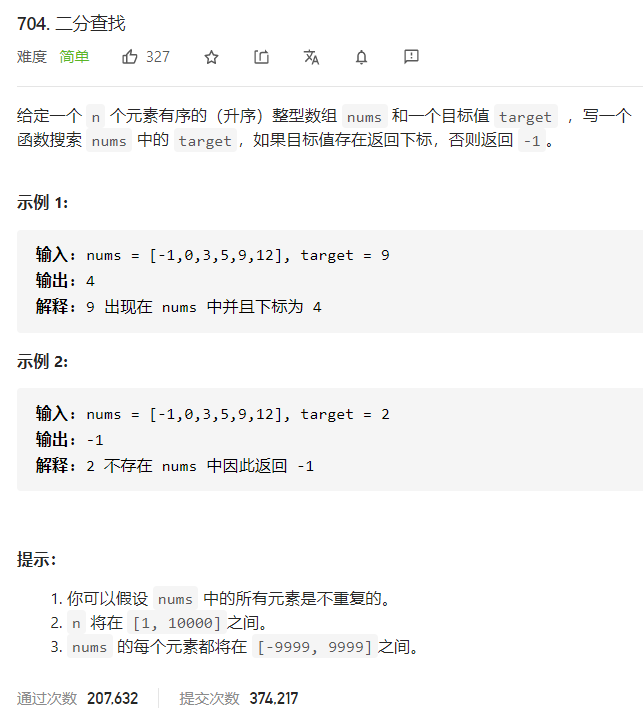 704. 二分查找
难度 简单 327
给定一个 n 个元素有序的（升序）整型数组 nums 和一个目标值 target ，写一个
函数搜索 nums 中的 target，如果目标值存在返回下标，否则返回 -1。
示例 1:
输入: nums = [-1,0,3,5,9,12], target = 9
输出: 4
解释: 9 出现在 nums 中并且下标为 4
示例 2:
输入: nums = [-1,0,3,5,9,12], target = 2
输出: -1
解释: 2 不存在 nums 中因此返回 -1
提示：
1. 你可以假设 nums 中的所有元素是不重复的。
2. n 将在 [1, 10000]之间。
3. nums 的每个元素都将在 [-9999, 9999]之间。
通过次数 207,632 提交次数 374,217